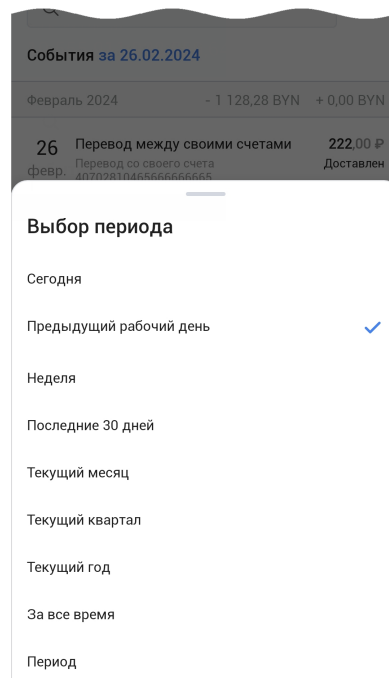 События за 26.02.2024
Февраль 2024 - 1 128,28 BYN + 0,00 BYN
26 Перевод между своими счетами 222,00 ₽
февр. Перевод со своего счета Доставлен
40702810465666666665
Выбор периода
Сегодня
Предыдущий рабочий день
Неделя
Последние 30 дней
Текущий месяц
Текущий квартал
Текущий год
За все время
Период